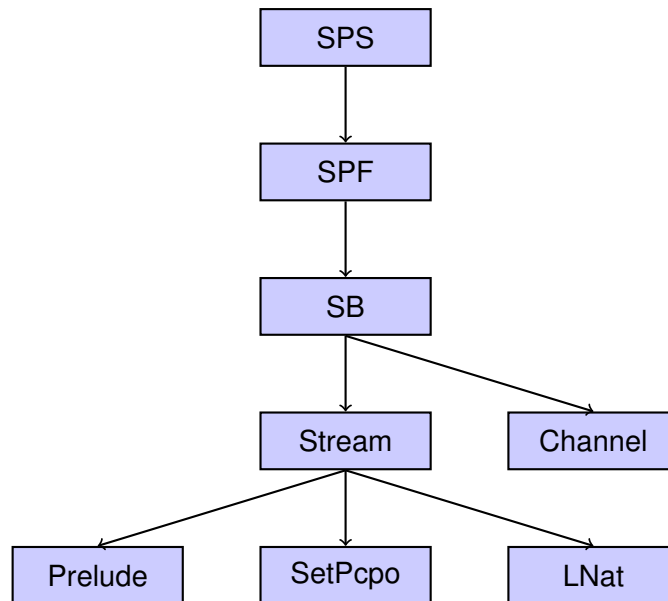 SPS
SPF
SB
Stream
Channel
Prelude
SetPcpo
LNat